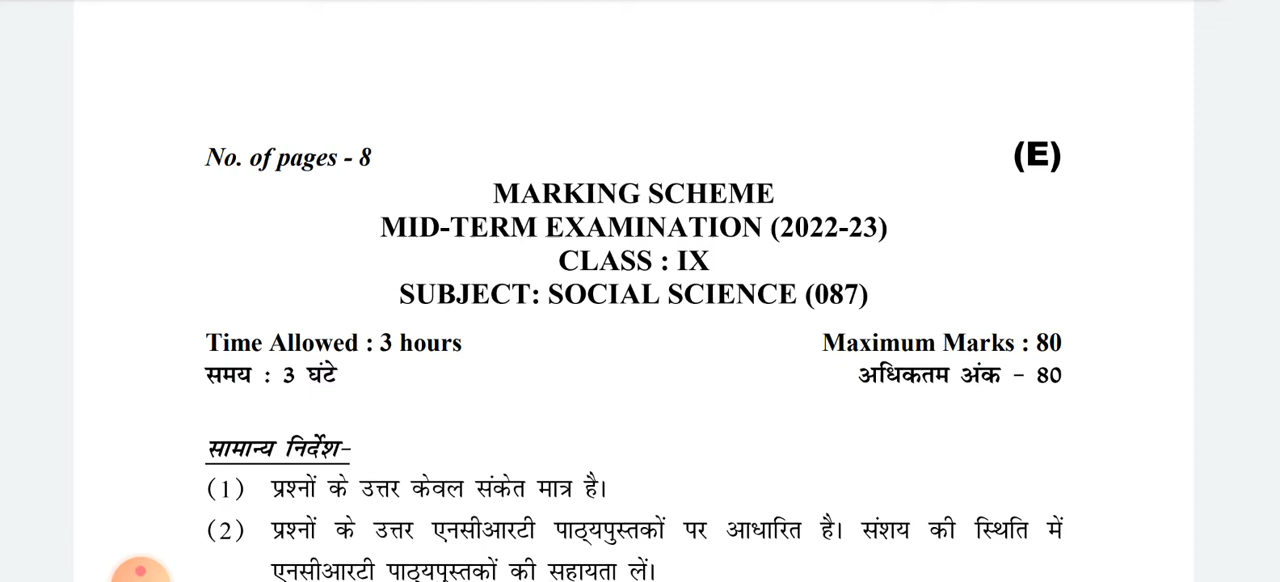 No. of pages - 8
(E)
MARKING SCHEME
MID-TERM EXAMINATION (2022-23)
CLASS : IX
SUBJECT: SOCIAL SCIENCE (087)
Time Allowed : 3 hours
Maximum Marks : 80
समय : 3 घंटे
अधिकतम अंक - 80
सामान्य निर्देश-
(1) प्रश्नों के उत्तर केवल संकेत मात्र है।
(2) प्रश्नों के उत्तर एनसीआरटी पाठ्यपुस्तकों पर आधारित है। संशय की स्थिति में
एनसीआरटी पाठ्यपुस्तकों की सहायता लें।